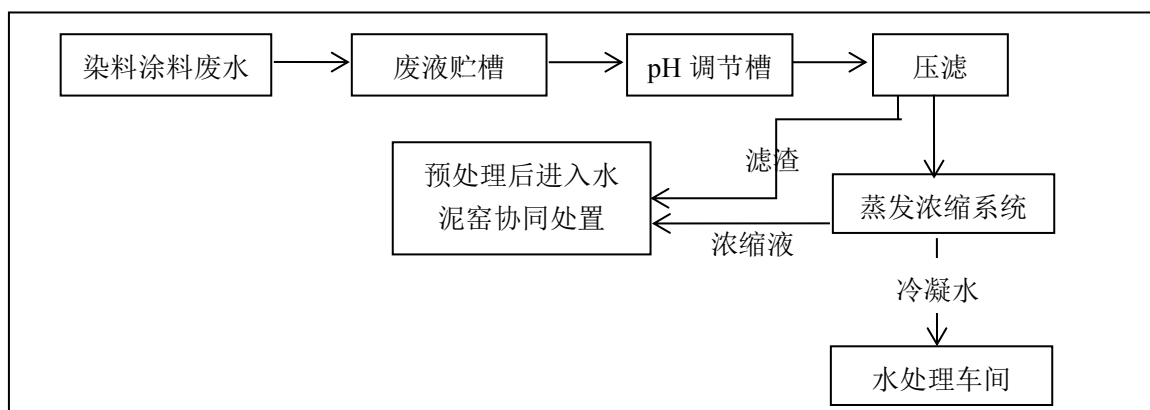 染料涂料废水
废液贮槽
pH 调节槽
压滤
滤渣
预处理后进入水
泥窑协同处置
蒸发浓缩系统
浓缩液
冷凝水
水处理车间